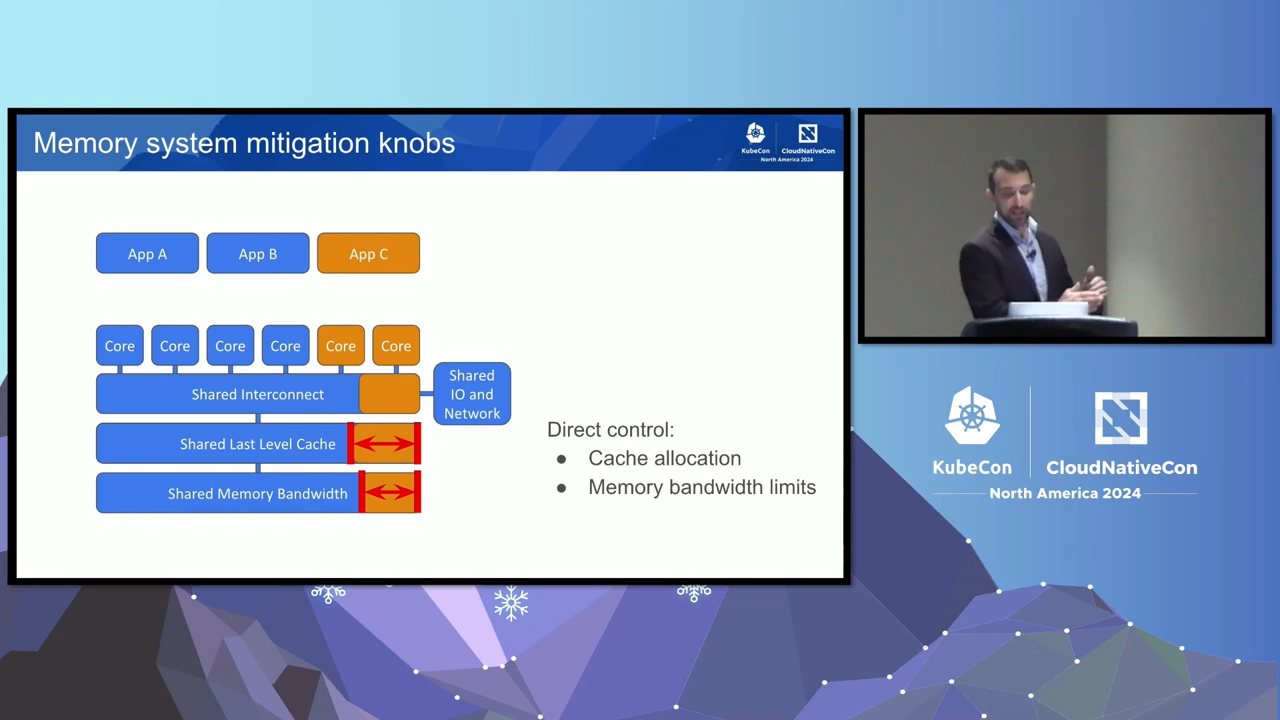 Memory system mitigation knobs
KubeCon
CloudNativeCon
North America 2024
App A
App B
App C
Core
Core
Core
Core
Core
Core
Shared Interconnect
Shared
IO and
Network
Shared Last Level Cache
Shared Memory Bandwidth
Direct control:
● Cache allocation
● Memory bandwidth limits
KubeCon
CloudNativeCon
North America 2024